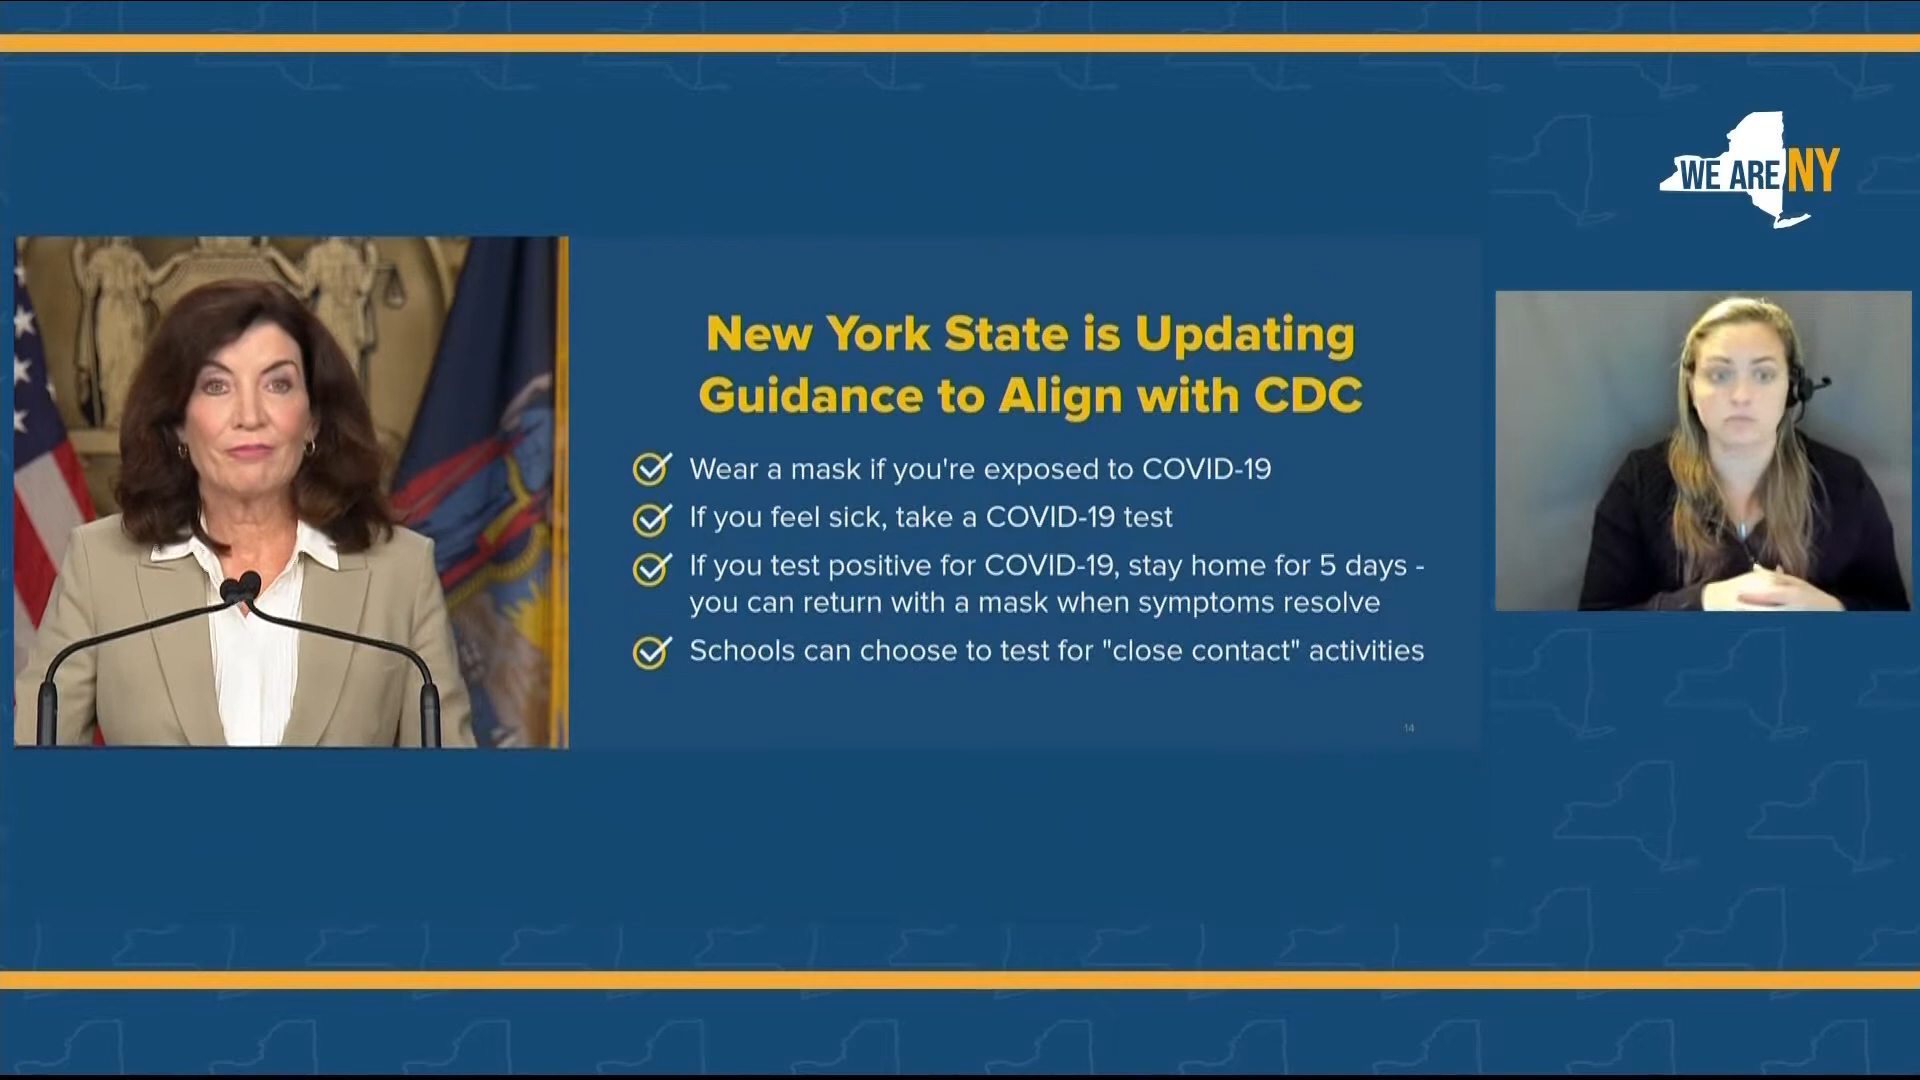 WE ARE NY
New York State is Updating
Guidance to Align with CDC
Wear a mask if you're exposed to COVID-19
If you feel sick, take a COVID-19 test
If you test positive for COVID-19, stay home for 5 days -
you can return with a mask when symptoms resolve
Schools can choose to test for "close contact" activities
14